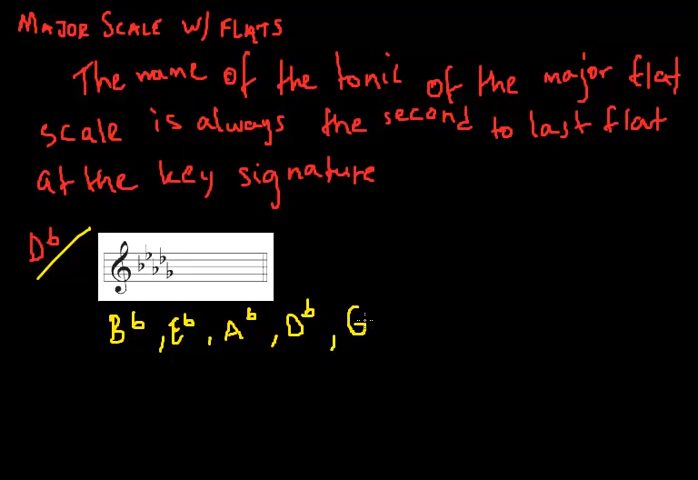 MAJOR SCALE W/ FLATS
The name of the tonic of the major flat
scale is always the second to last flat
at the key signature
D♭
B♭, E♭, A♭, D♭, G